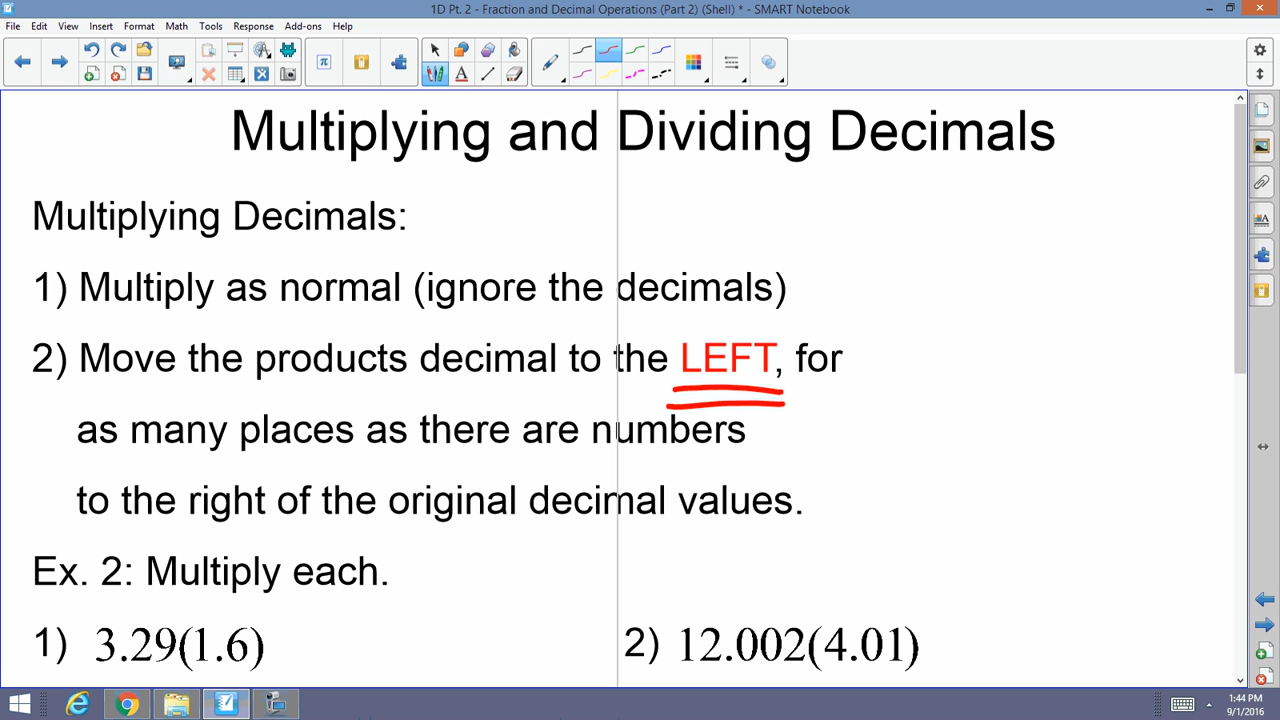 1D Pt. 2 - Fraction and Decimal Operations (Part 2) (Shell) * - SMART Notebook
File Edit View Insert Format Math Tools Response Add-ons Help
Multiplying and Dividing Decimals
Multiplying Decimals:
1) Multiply as normal (ignore the decimals)
2) Move the products decimal to the LEFT, for
as many places as there are numbers
to the right of the original decimal values.
Ex. 2: Multiply each.
1) 3.29(1.6) 2) 12.002(4.01)
1:44 PM
9/1/2016